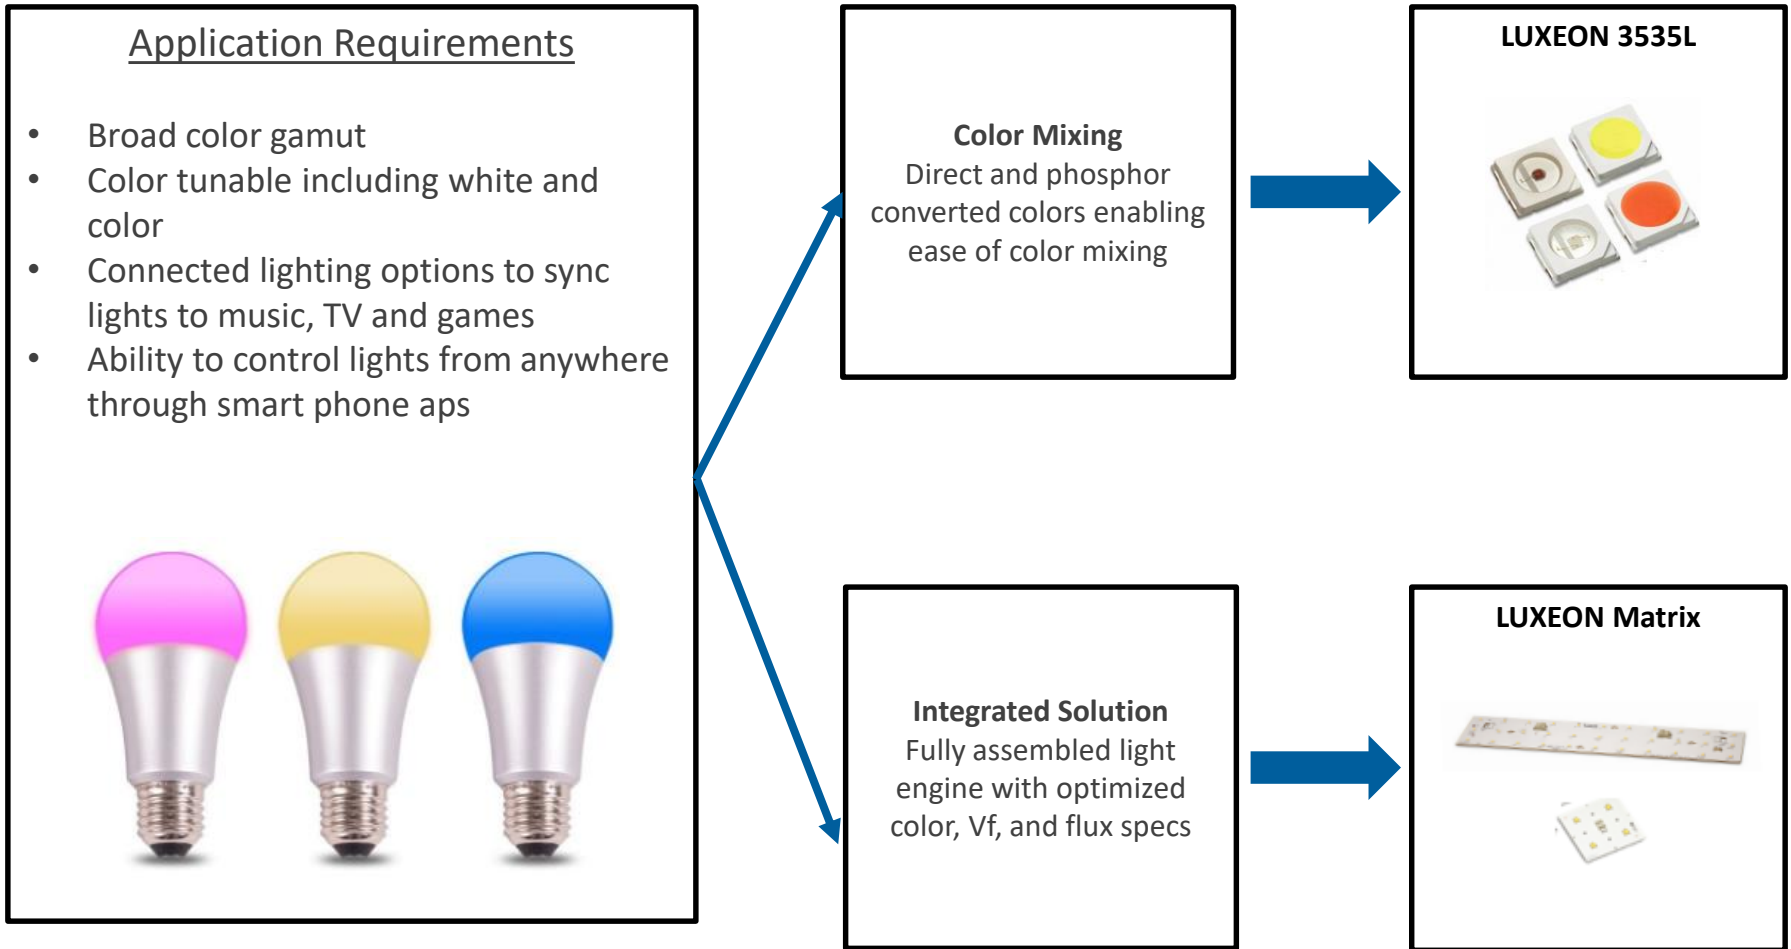 Application Requirements
• Broad color gamut
• Color tunable including white and
color
• Connected lighting options to sync
lights to music, TV and games
• Ability to control lights from anywhere
through smart phone aps
Color Mixing
Direct and phosphor
converted colors enabling
ease of color mixing
LUXEON 3535L
Integrated Solution
Fully assembled light
engine with optimized
color, Vf, and flux specs
LUXEON Matrix